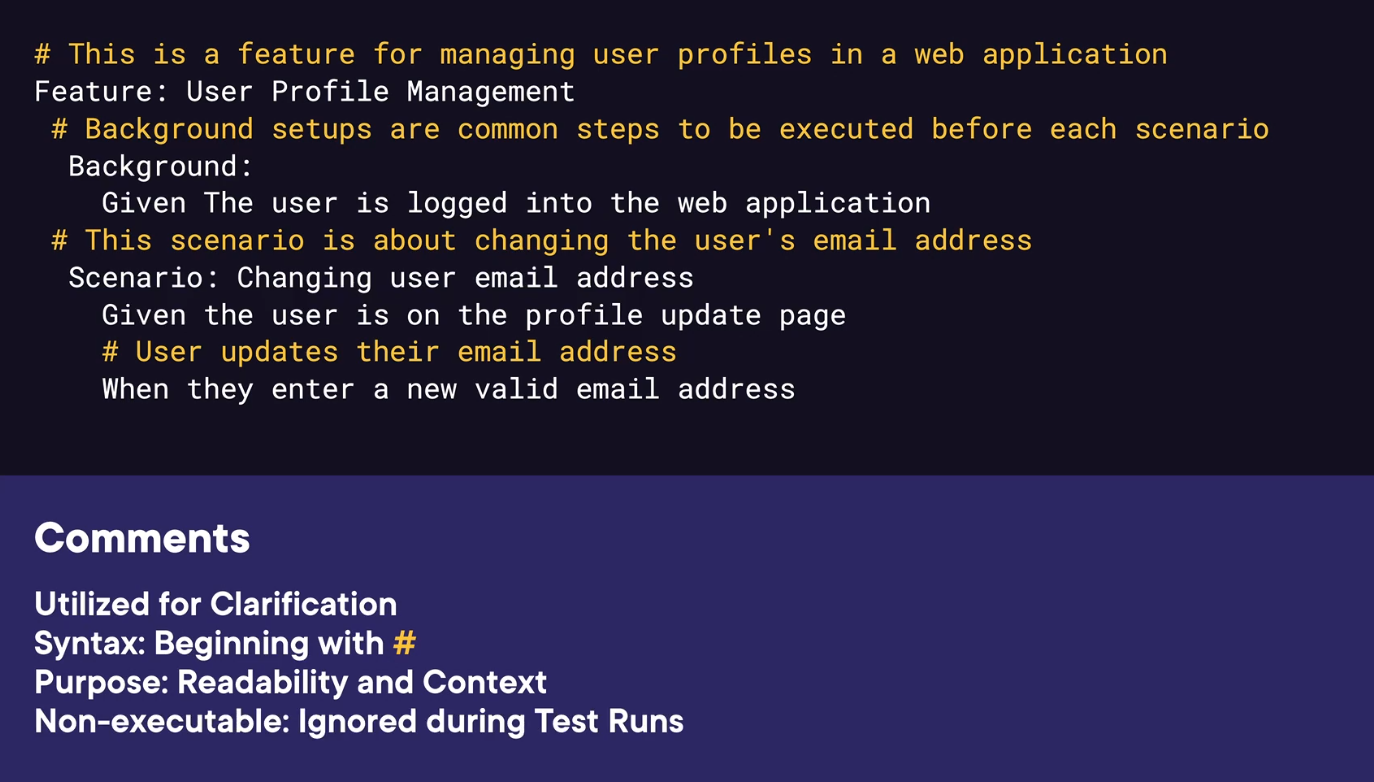 # This is a feature for managing user profiles in a web application
Feature: User Profile Management
# Background setups are common steps to be executed before each scenario
Background:
Given The user is logged into the web application
# This scenario is about changing the user's email address
Scenario: Changing user email address
Given the user is on the profile update page
# User updates their email address
When they enter a new valid email address
Comments
Utilized for Clarification
Syntax: Beginning with #
Purpose: Readability and Context
Non-executable: Ignored during Test Runs